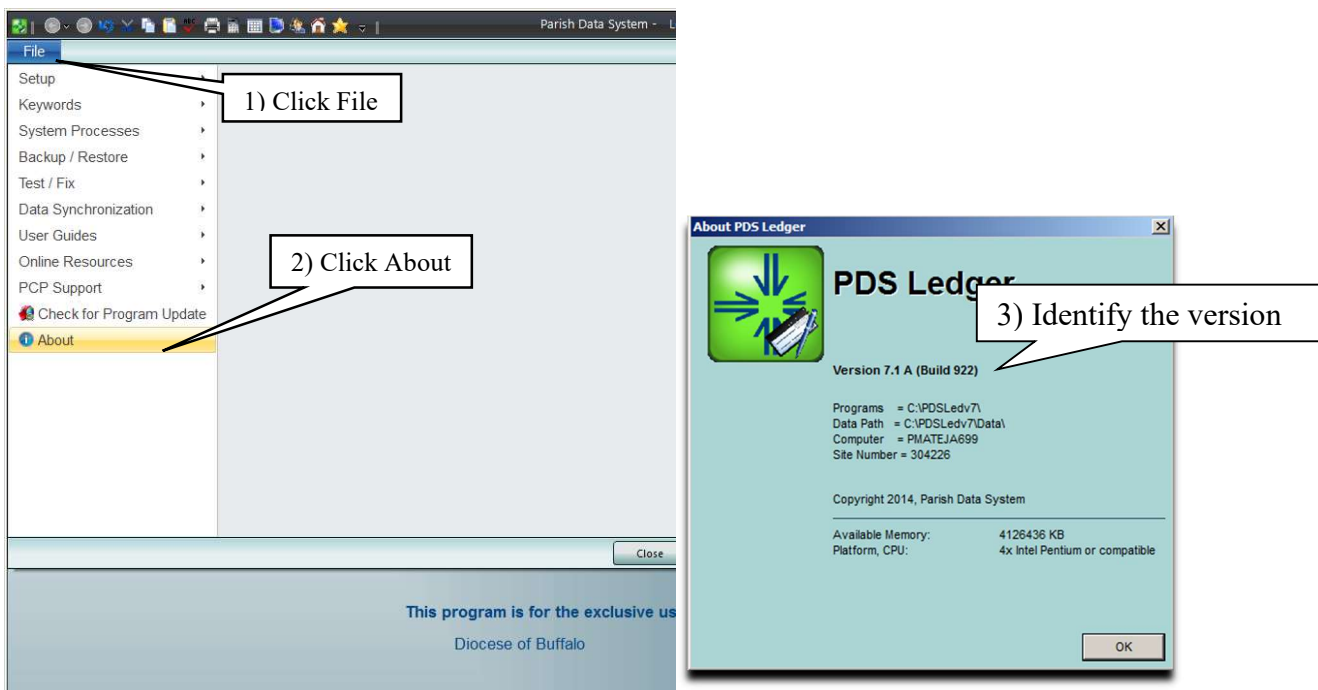 Parish Data System - L
File
Setup
1) Click File
Keywords
System Processes
Backup / Restore
Test / Fix
Data Synchronization
User Guides
Online Resources
2) Click About
PCP Support
Check for Program Update
About
Close
This program is for the exclusive us
Diocese of Buffalo
About PDS Ledger
PDS Ledger
3) Identify the version
Version 7.1 A (Build 922)
Programs = C:\PDSLedv7\
Data Path = C:\PDSLedv7\Data\
Computer = PMATEJA699
Site Number = 304226
Copyright 2014, Parish Data System
Available Memory: 4126436 KB
Platform, CPU: 4x Intel Pentium or compatible
OK